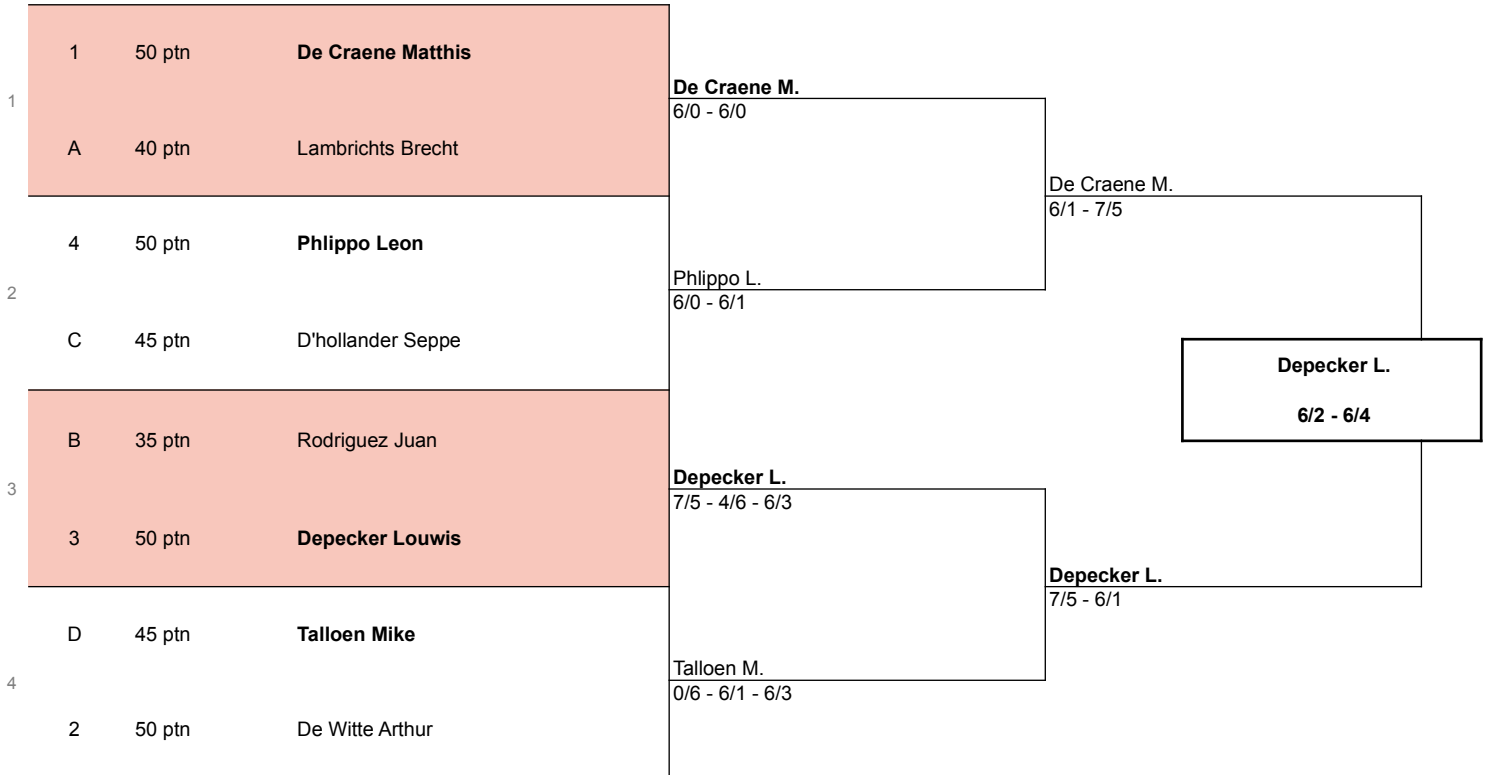 1 50 ptn De Craene Matthis
De Craene M.
1
6/0 - 6/0
A 40 ptn Lambrichts Brecht
De Craene M.
6/1 - 7/5
4 50 ptn Phlippo Leon
Phlippo L.
2
6/0 - 6/1
C 45 ptn D'hollander Seppe
Depecker L.
6/2 - 6/4
B 35 ptn Rodriguez Juan
Depecker L.
3
7/5 - 4/6 - 6/3
3 50 ptn Depecker Louwis
Depecker L.
7/5 - 6/1
D 45 ptn Talloen Mike
Talloen M.
4
0/6 - 6/1 - 6/3
2 50 ptn De Witte Arthur